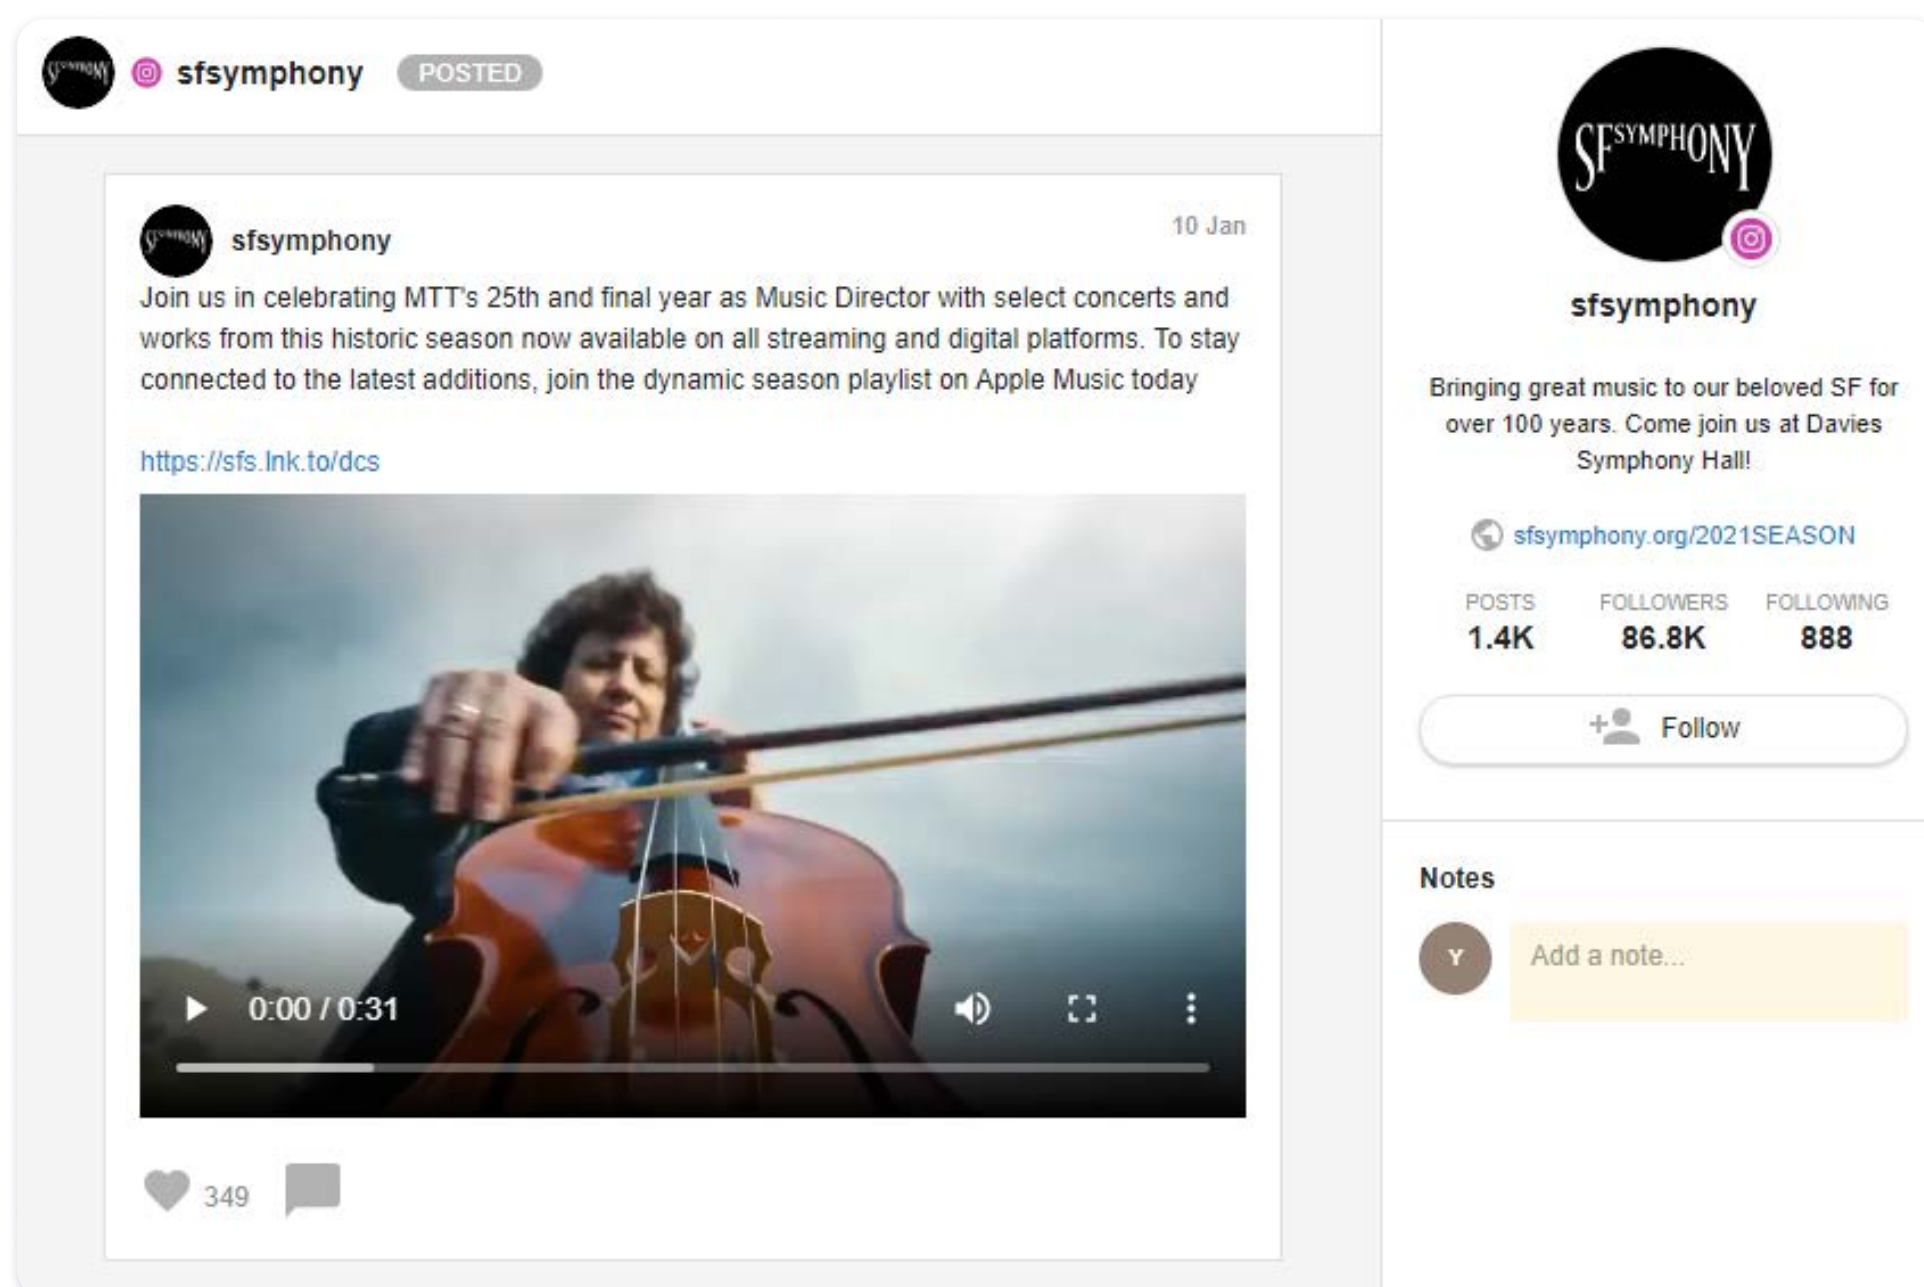 SFSYMPHONY
sfsymphony
POSTED
SFSYMPHONY
sfsymphony
10 Jan
Join us in celebrating MTT's 25th and final year as Music Director with select concerts and
works from this historic season now available on all streaming and digital platforms. To stay
connected to the latest additions, join the dynamic season playlist on Apple Music today
https://sfs.lnk.to/dcs
0:00 / 0:31
349
SFSYMPHONY
sfsymphony
Bringing great music to our beloved SF for
over 100 years. Come join us at Davies
Symphony Hall!
sfsymphony.org/2021SEASON
POSTS FOLLOWERS FOLLOWING
1.4K 86.8K 888
Follow
Notes
Y
Add a note...